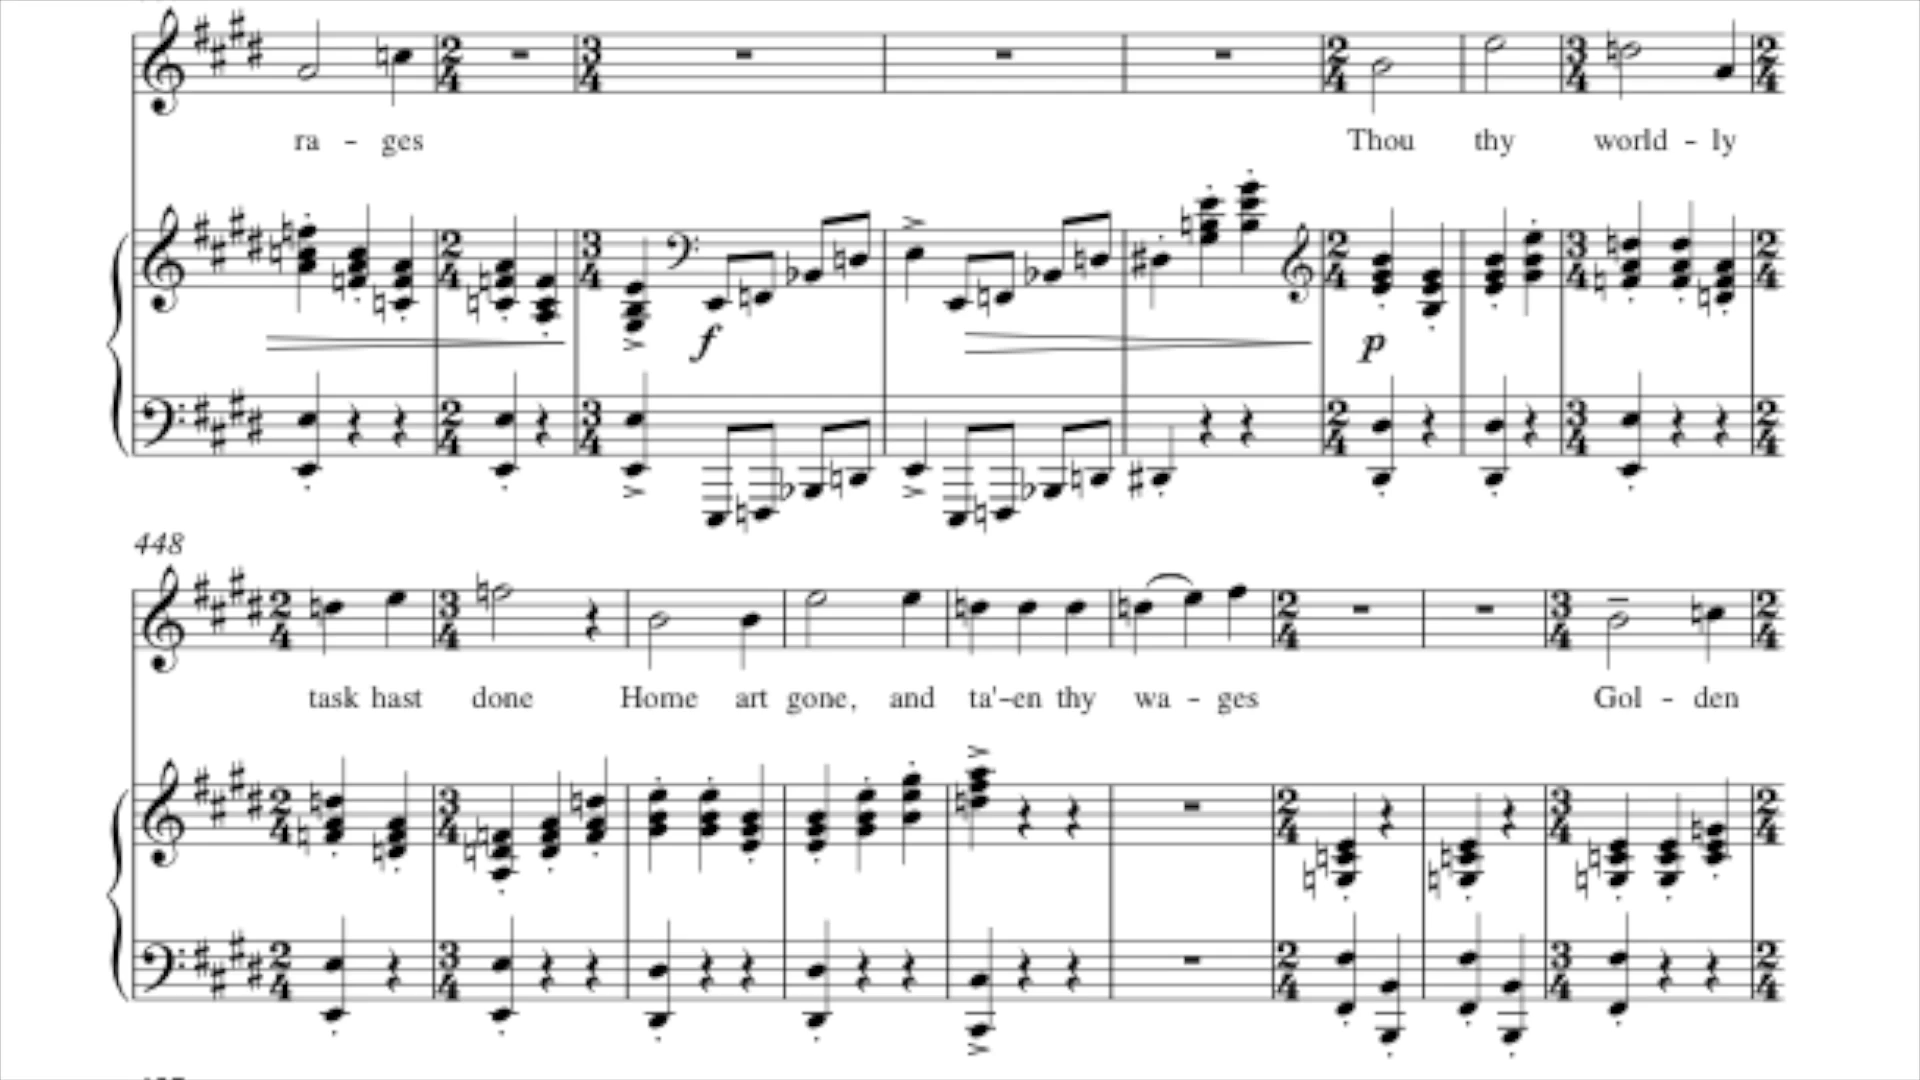 ra - ges Thou thy world - ly
f p
448
task hast done Home art gone, and ta'-en thy wa - ges Gol - den